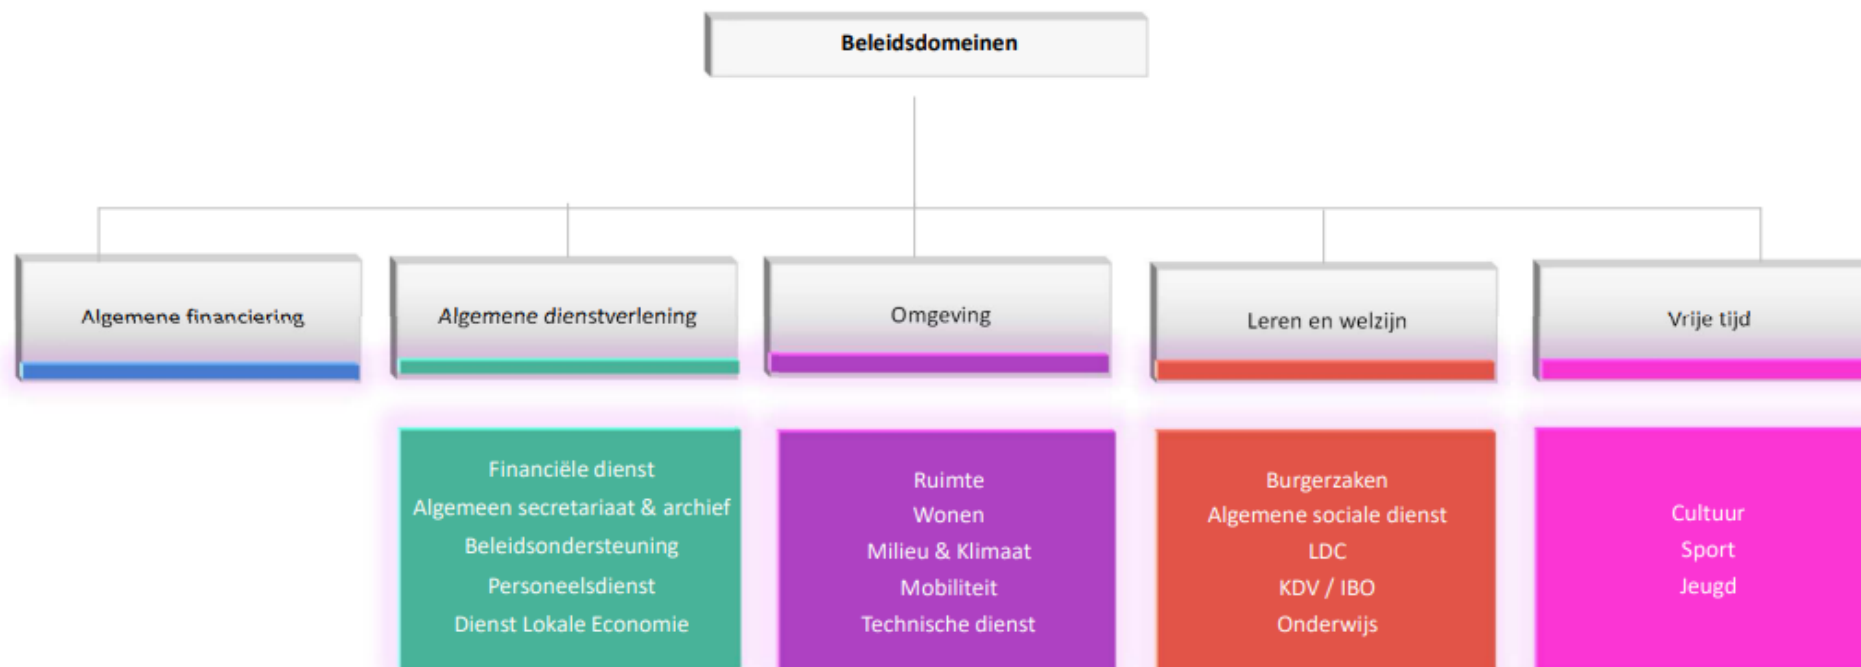 Beleidsdomeinen
Algemene financiering
Algemene dienstverlening
Omgeving
Leren en welzijn
Vrije tijd
Financiële dienst
Algemeen secretariaat & archief
Beleidsondersteuning
Personeelsdienst
Dienst Lokale Economie
Ruimte
Wonen
Milieu & Klimaat
Mobiliteit
Technische dienst
Burgerzaken
Algemene sociale dienst
LDC
KDV / IBO
Onderwijs
Cultuur
Sport
Jeugd